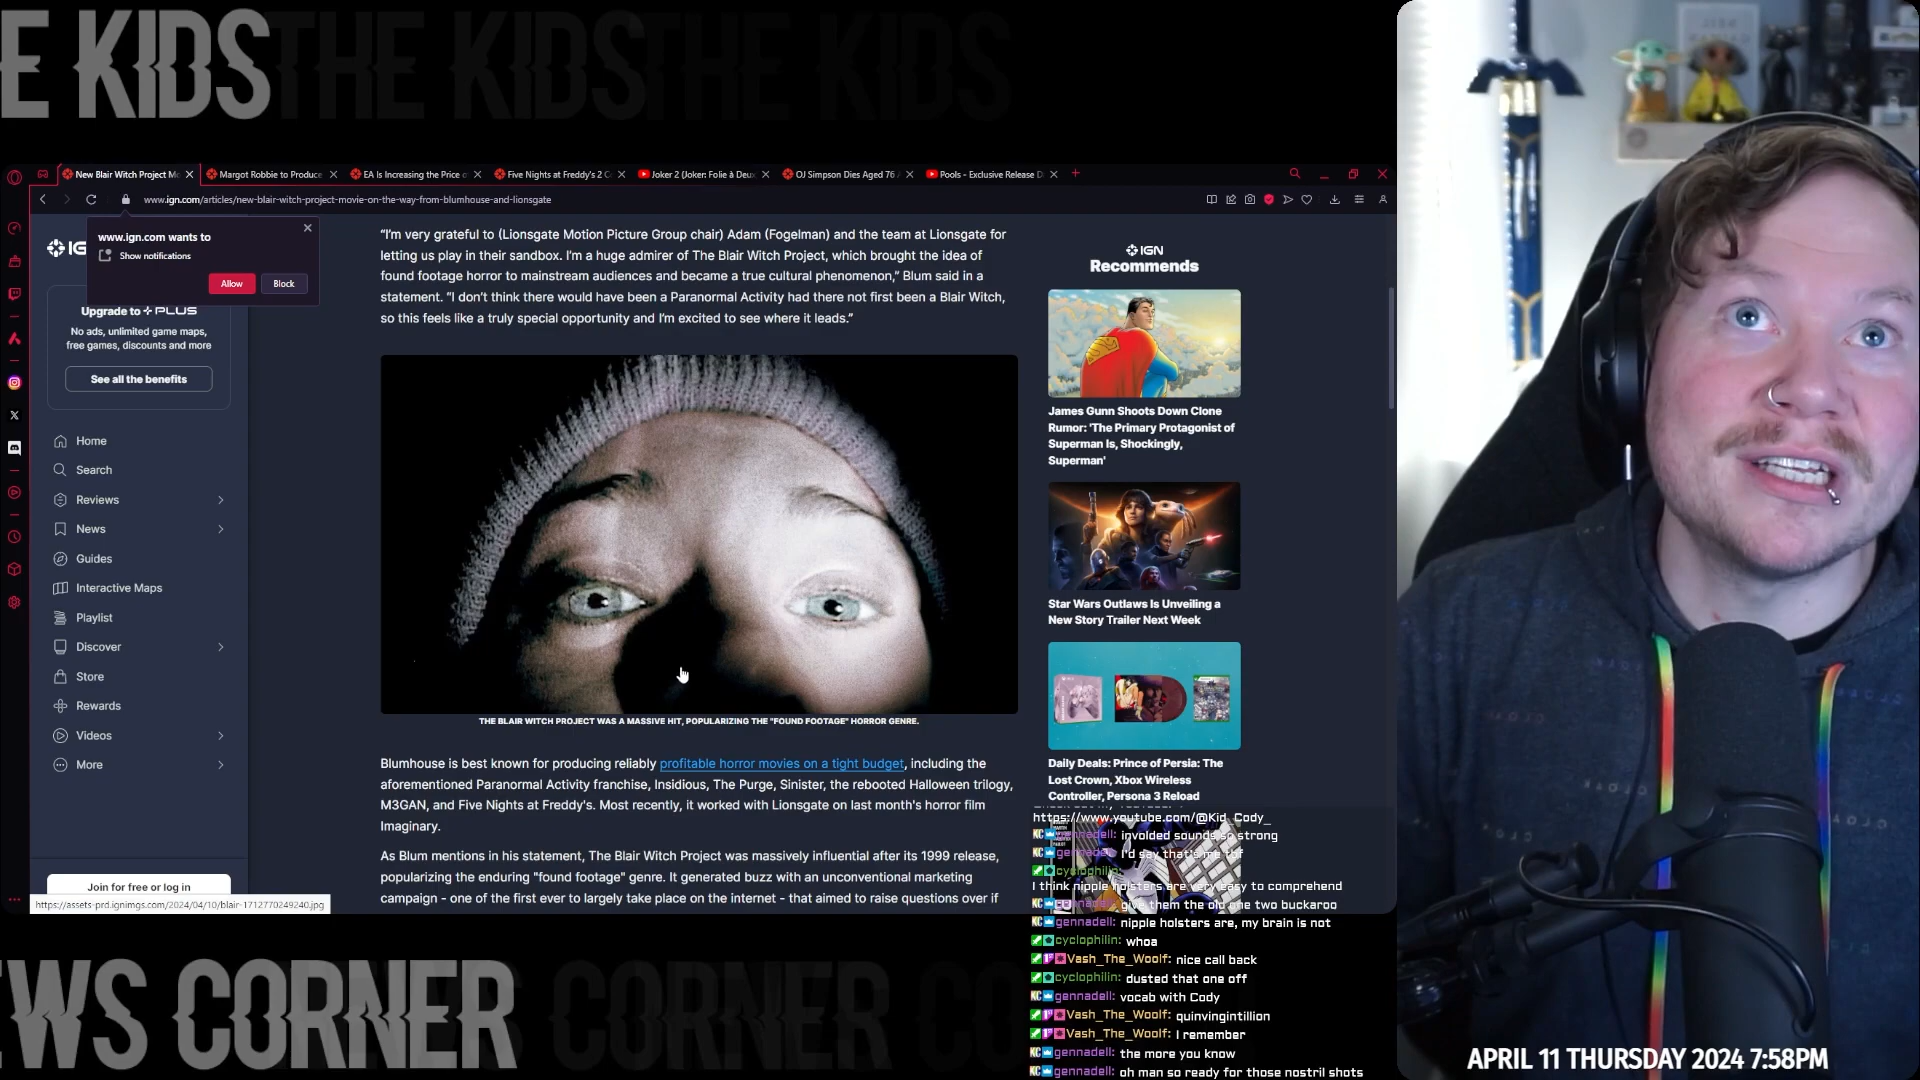 E KIDS THE KIDS THE KIDS
New Blair Witch Project Mo
Margot Robbie to Produce
EA Is Increasing the Price o
Five Nights at Freddy's 2 C
Joker 2 (Joker: Folie à Deux
OJ Simpson Dies Aged 76
Pools - Exclusive Release D
www.ign.com/articles/new-blair-witch-project-movie-on-the-way-from-blumhouse-and-lionsgate
www.ign.com wants to
Show notifications
Allow
Block
IG
Upgrade to PLUS
No ads, unlimited game maps,
free games, discounts and more
See all the benefits
Home
Search
Reviews
News
Guides
Interactive Maps
Playlist
Discover
Store
Rewards
Videos
More
Join for free or log in
https://assets-prd.ignimgs.com/2024/04/10/blair-1712770249240.jpg
“I’m very grateful to (Lionsgate Motion Picture Group chair) Adam (Fogelman) and the team at Lionsgate for
letting us play in their sandbox. I’m a huge admirer of The Blair Witch Project, which brought the idea of
found footage horror to mainstream audiences and became a true cultural phenomenon,” Blum said in a
statement. “I don’t think there would have been a Paranormal Activity had there not first been a Blair Witch,
so this feels like a truly special opportunity and I’m excited to see where it leads.”
THE BLAIR WITCH PROJECT WAS A MASSIVE HIT, POPULARIZING THE "FOUND FOOTAGE" HORROR GENRE.
Blumhouse is best known for producing reliably profitable horror movies on a tight budget, including the
aforementioned Paranormal Activity franchise, Insidious, The Purge, Sinister, the rebooted Halloween trilogy,
M3GAN, and Five Nights at Freddy's. Most recently, it worked with Lionsgate on last month's horror film
Imaginary.
As Blum mentions in his statement, The Blair Witch Project was massively influential after its 1999 release,
popularizing the enduring "found footage" genre. It generated buzz with an unconventional marketing
campaign - one of the first ever to largely take place on the internet - that aimed to raise questions over if
IGN
Recommends
James Gunn Shoots Down Clone
Rumor: 'The Primary Protagonist of
Superman Is, Shockingly,
Superman'
Star Wars Outlaws Is Unveiling a
New Story Trailer Next Week
Daily Deals: Prince of Persia: The
Lost Crown, Xbox Wireless
Controller, Persona 3 Reload
https://www.youtube.com/@Kid_Cody_
gennadell: involded sounds so strong
gennadell: I'd say that's me tbf
cyclophilin:
I think nipple holsters are very easy to comprehend
gennadell: give them the old one two buckaroo
gennadell: nipple holsters are, my brain is not
cyclophilin: whoa
Vash_The_Woolf: nice call back
cyclophilin: dusted that one off
gennadell: vocab with Cody
Vash_The_Woolf: quinvingintillion
Vash_The_Woolf: I remember
gennadell: the more you know
gennadell: oh man so ready for those nostril shots
EWS CORNER CORNER CO
APRIL 11 THURSDAY 2024 7:58PM